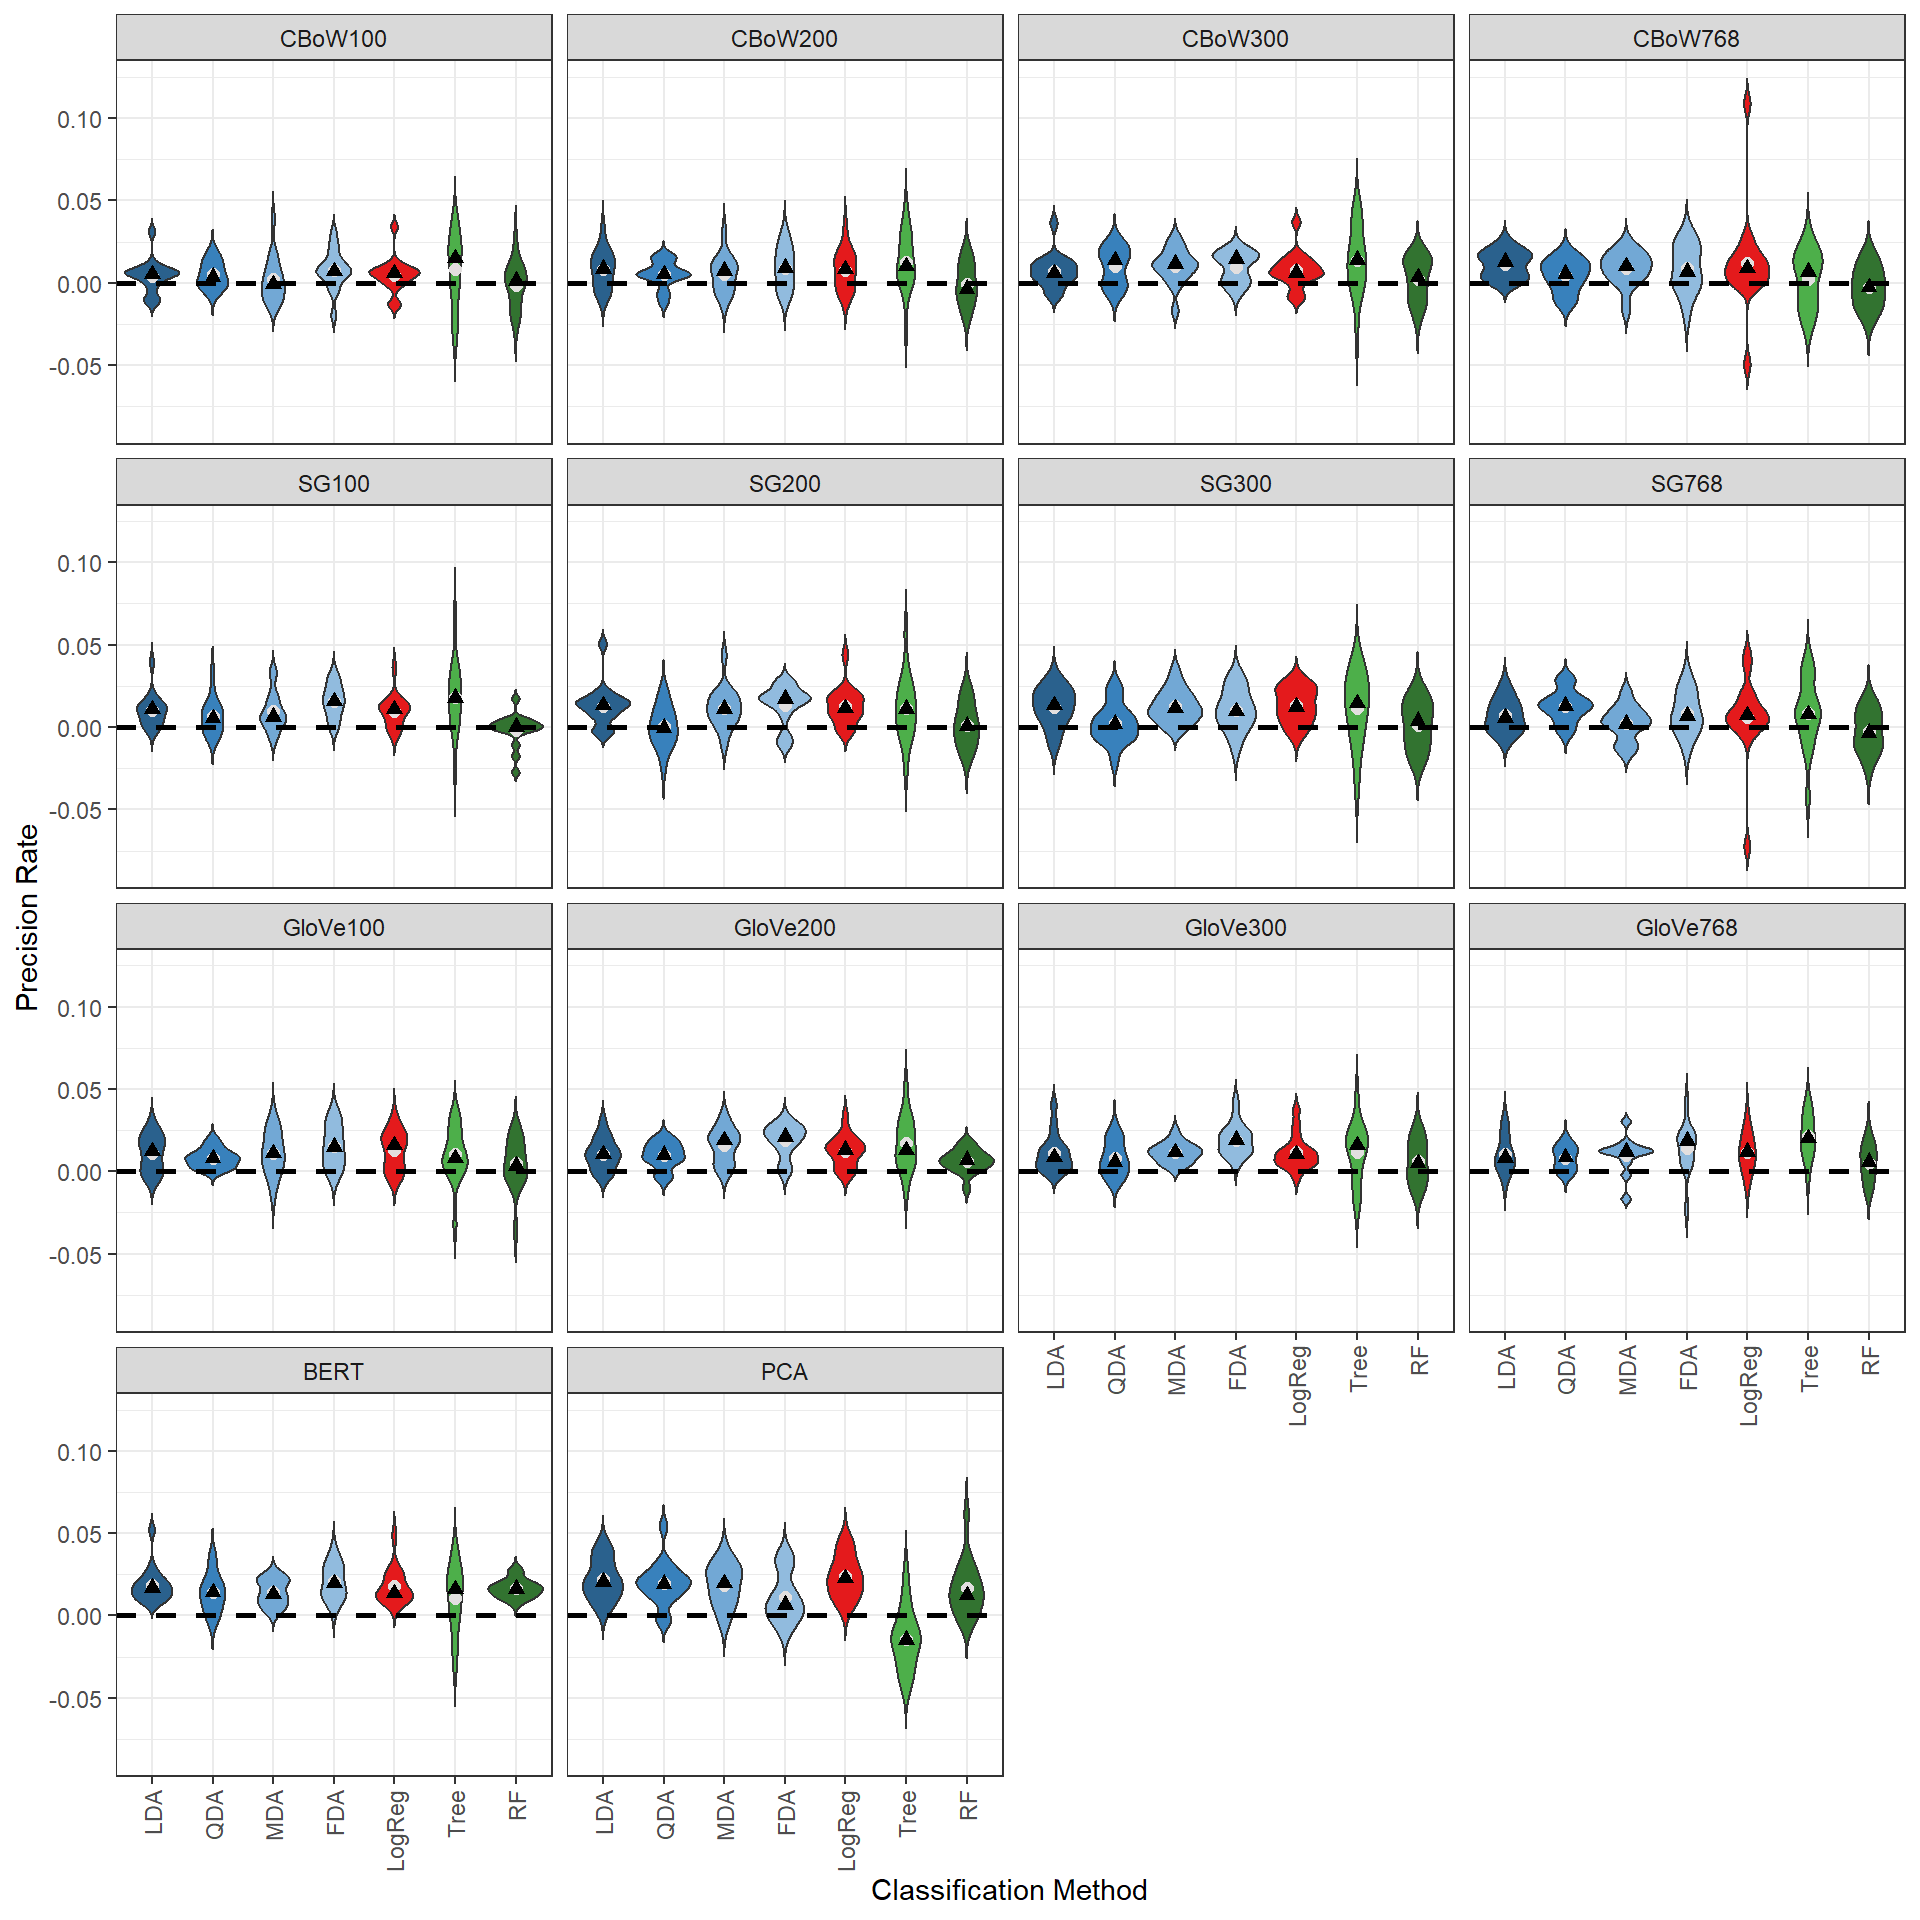 CBoW100 CBoW200 CBoW300 CBoW768
0.10
0.05
0.00
-0.05
SG100 SG200 SG300 SG768
0.10
0.05
0.00
-0.05
Precision Rate
GloVe100 GloVe200 GloVe300 GloVe768
0.10
0.05
0.00
-0.05
LDA QDA MDA FDA LogReg Tree RF LDA QDA MDA FDA LogReg Tree RF
BERT PCA
0.10
0.05
0.00
-0.05
LDA QDA MDA FDA LogReg Tree RF LDA QDA MDA FDA LogReg Tree RF
Classification Method